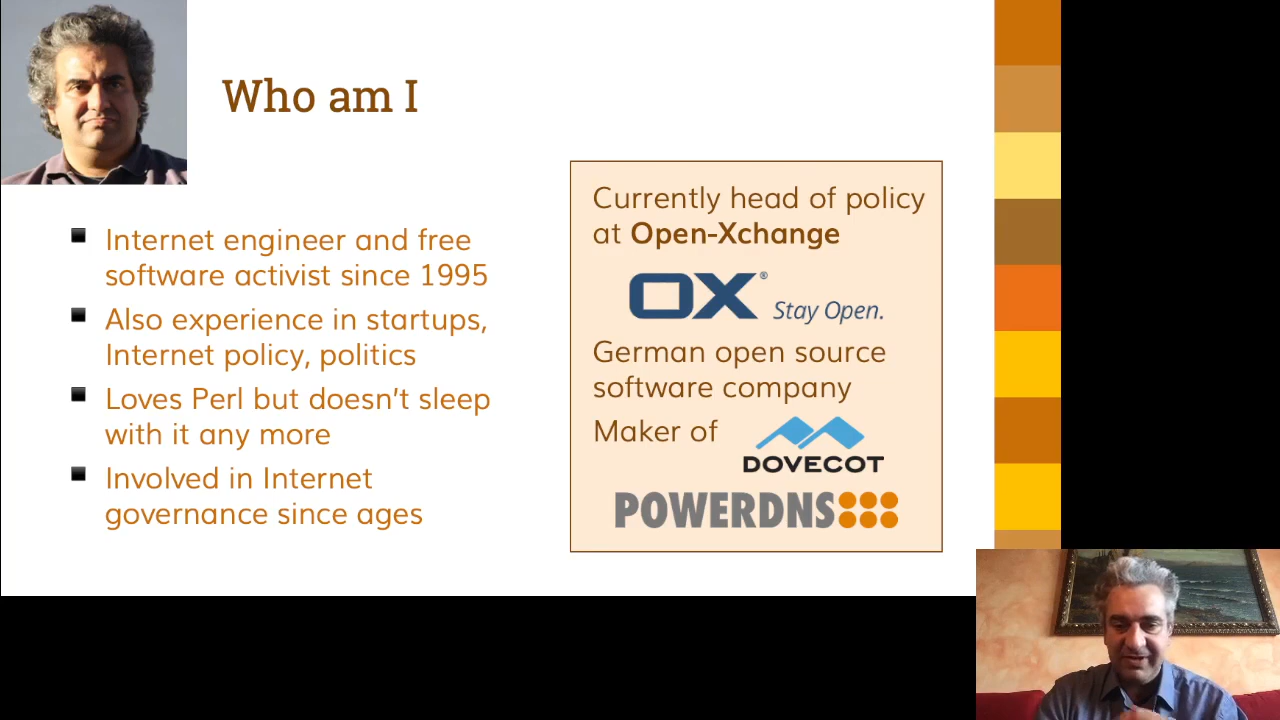 Who am I
Internet engineer and free
software activist since 1995
Also experience in startups,
Internet policy, politics
Loves Perl but doesn't sleep
with it any more
Involved in Internet
governance since ages
Currently head of policy
at Open-Xchange
OX® Stay Open.
German open source
software company
Maker of
DOVECOT
POWERDNS